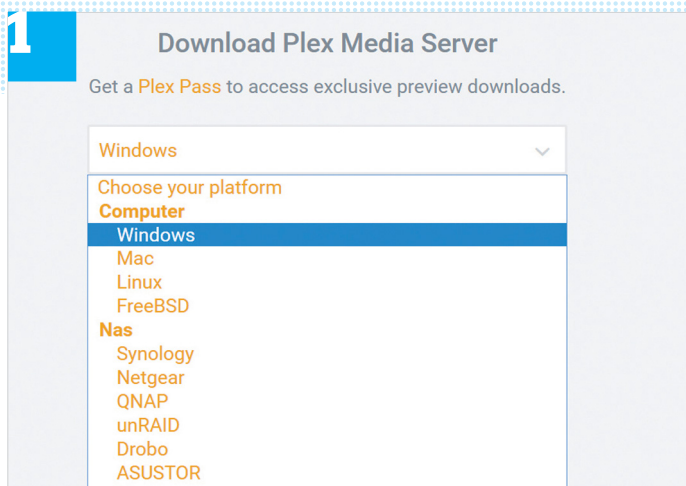 1
Download Plex Media Server
Get a Plex Pass to access exclusive preview downloads.
Windows
Choose your platform
Computer
Windows
Mac
Linux
FreeBSD
Nas
Synology
Netgear
QNAP
unRAID
Drobo
ASUSTOR